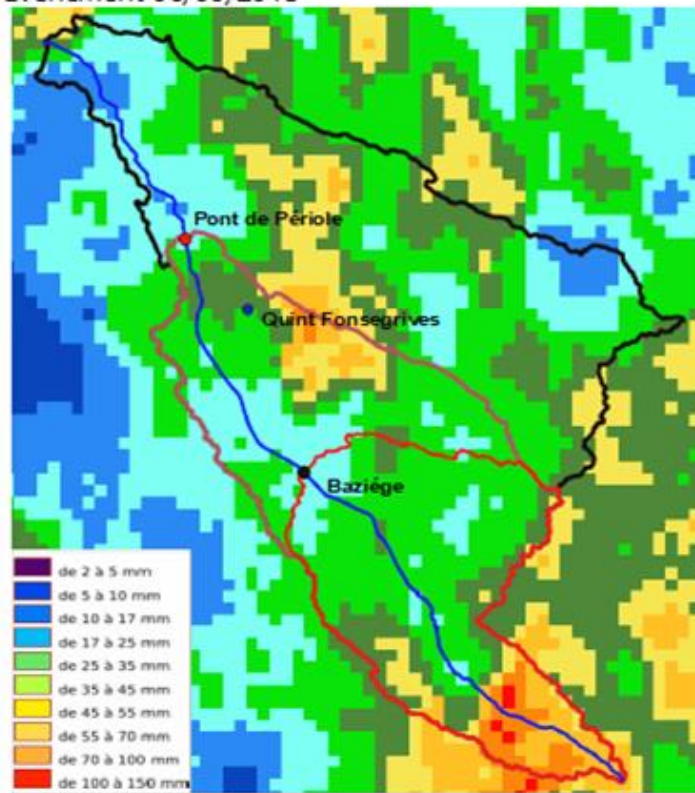 Pont de Périole
Quint Fonsegrives
Baziége
de 2 à 5 mm
de 5 à 10 mm
de 10 à 17 mm
de 17 à 25 mm
de 25 à 35 mm
de 35 à 45 mm
de 45 à 55 mm
de 55 à 70 mm
de 70 à 100 mm
de 100 à 150 mm